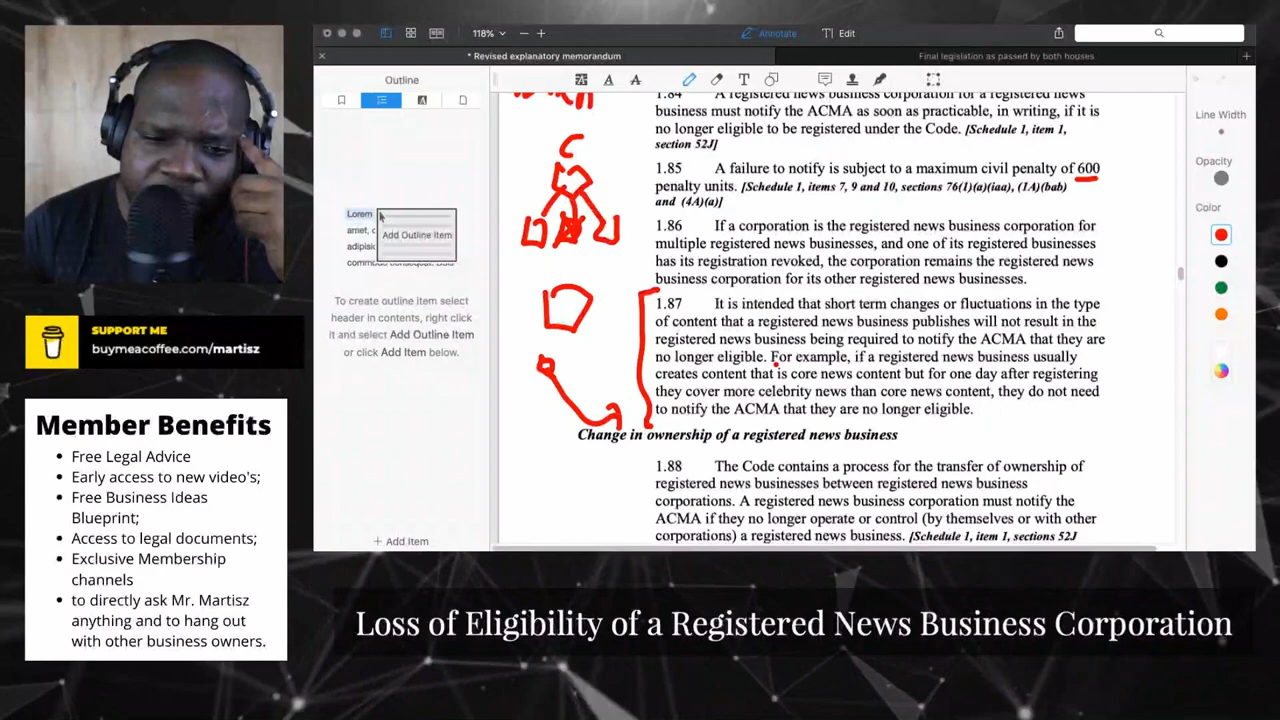 118%
Annotate
Edit
* Revised explanatory memorandum
Final legislation as passed by both houses
Outline
Lorem
amet, c
adipisi
Add Outline Item
To create outline item select
header in contents, right click
it and select Add Outline Item
or click Add Item below.
Add Item
1.84 A registered news business corporation for a registered news
business must notify the ACMA as soon as practicable, in writing, if it is
no longer eligible to be registered under the Code. [Schedule 1, item 1,
section 52J]
1.85 A failure to notify is subject to a maximum civil penalty of 600
penalty units. [Schedule 1, items 7, 9 and 10, sections 76(1)(a)(iaa), (1A)(bab)
and (4A)(a)]
1.86 If a corporation is the registered news business corporation for
multiple registered news businesses, and one of its registered businesses
has its registration revoked, the corporation remains the registered news
business corporation for its other registered news businesses.
1.87 It is intended that short term changes or fluctuations in the type
of content that a registered news business publishes will not result in the
registered news business being required to notify the ACMA that they are
no longer eligible. For example, if a registered news business usually
creates content that is core news content but for one day after registering
they cover more celebrity news than core news content, they do not need
to notify the ACMA that they are no longer eligible.
Change in ownership of a registered news business
1.88 The Code contains a process for the transfer of ownership of
registered news businesses between registered news business
corporations. A registered news business corporation must notify the
ACMA if they no longer operate or control (by themselves or with other
corporations) a registered news business. [Schedule 1, item 1, sections 52J
C
Line Width
Opacity
Color
SUPPORT ME
buymeacoffee.com/martisz
Member Benefits
• Free Legal Advice
• Early access to new video's;
• Free Business Ideas
Blueprint;
• Access to legal documents;
• Exclusive Membership
channels
• to directly ask Mr. Martisz
anything and to hang out
with other business owners.
Loss of Eligibility of a Registered News Business Corporation